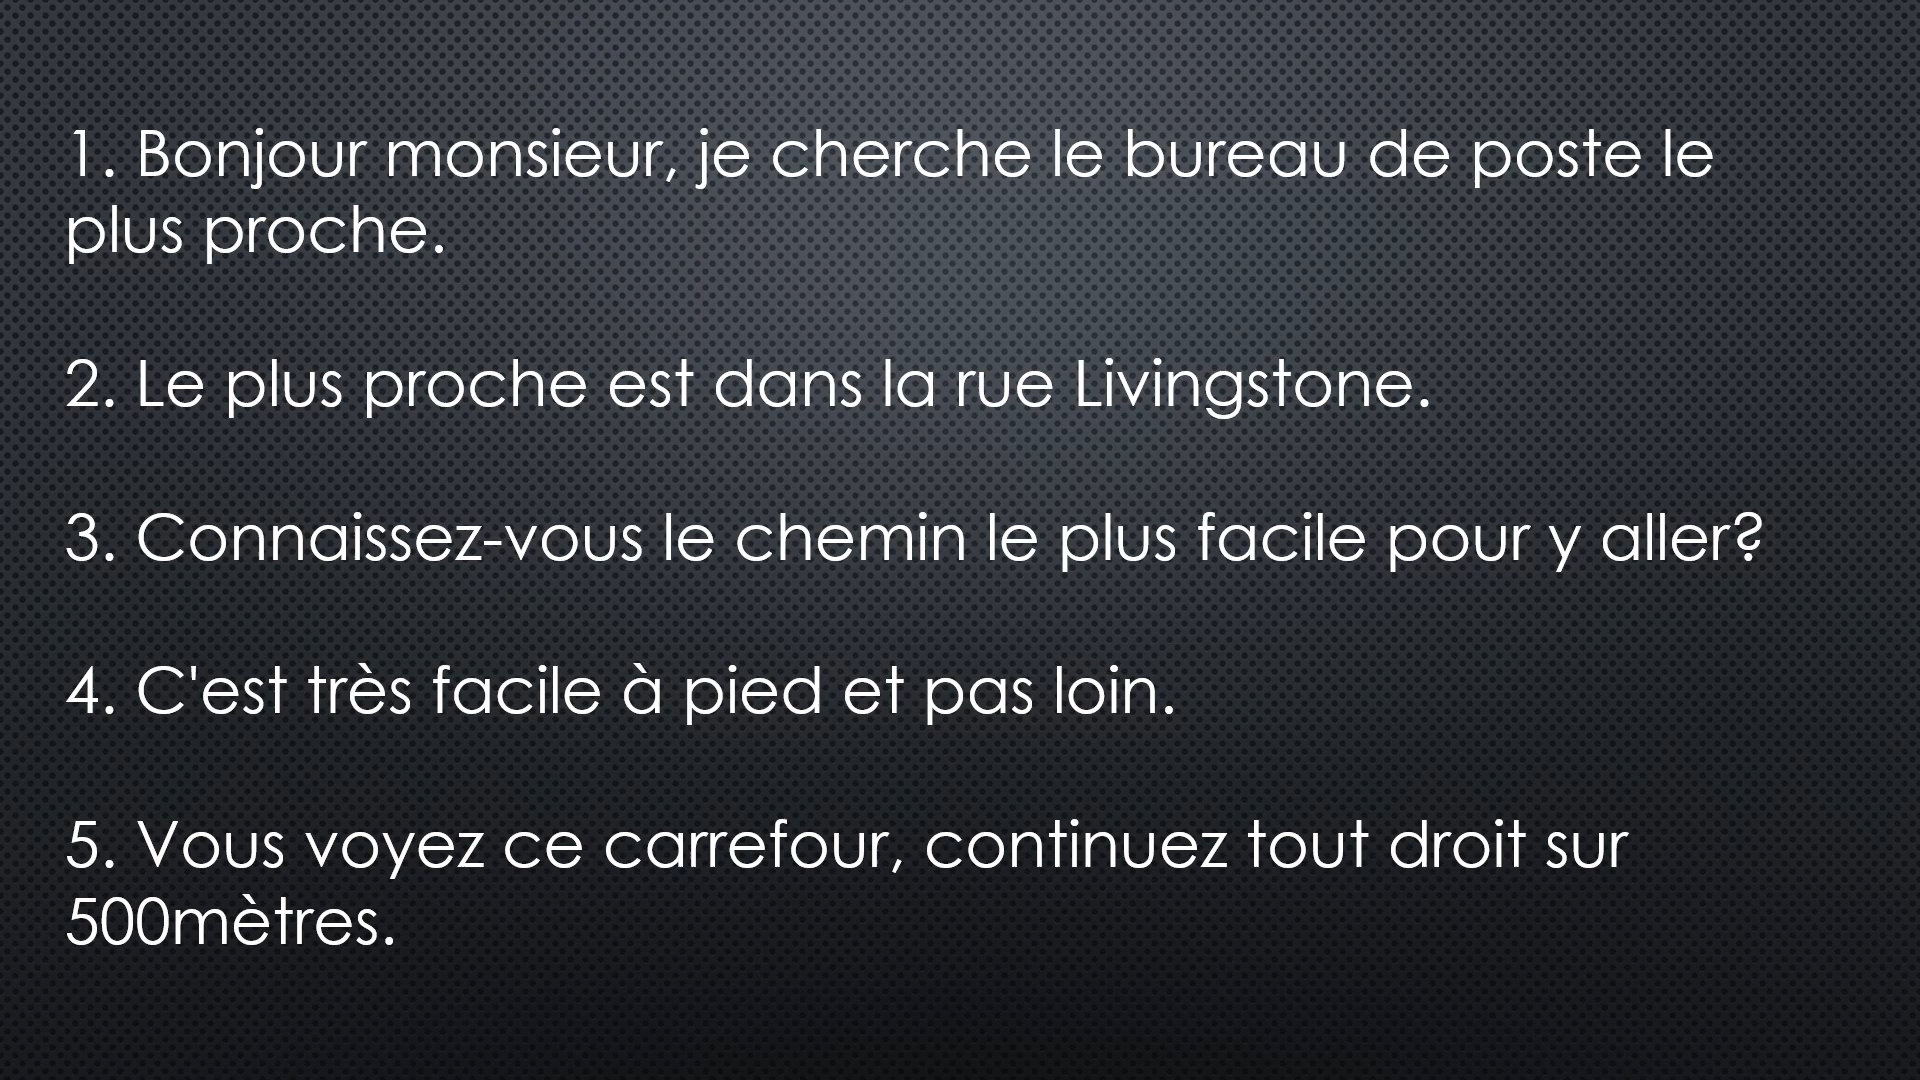 1. Bonjour monsieur, je cherche le bureau de poste le
plus proche.
2. Le plus proche est dans la rue Livingstone.
3. Connaissez-vous le chemin le plus facile pour y aller?
4. C'est très facile à pied et pas loin.
5. Vous voyez ce carrefour, continuez tout droit sur
500mètres.